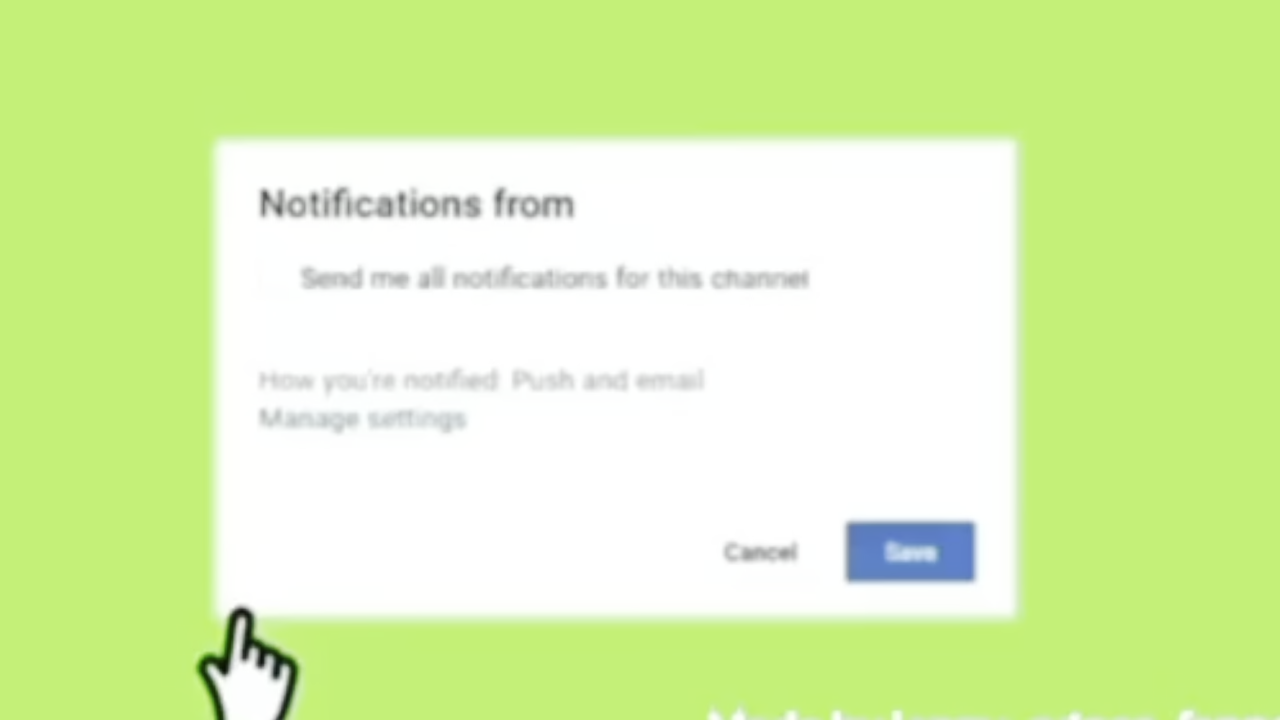 Notifications from
Send me all notifications for this channel
How you're notified: Push and email
Manage settings
Cancel
Save